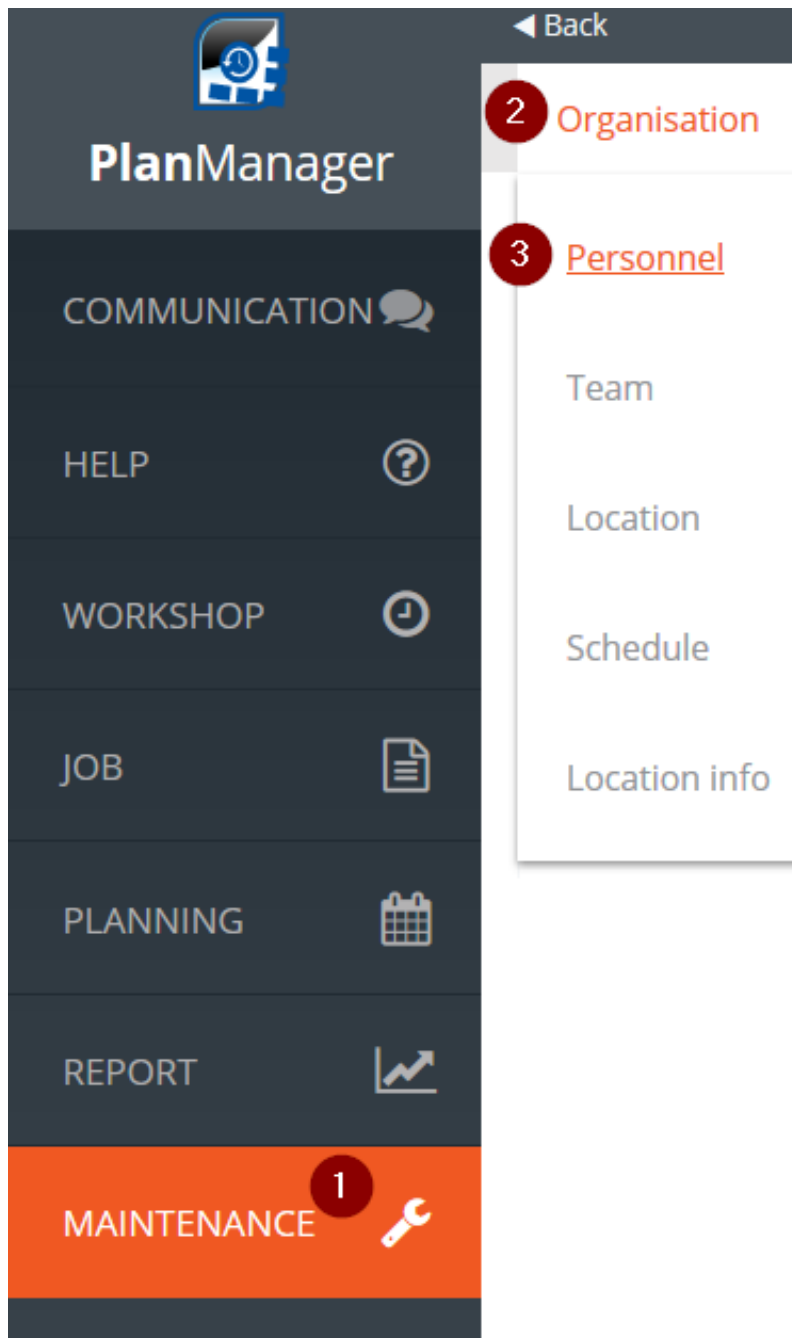 PlanManager
COMMUNICATION
HELP
WORKSHOP
JOB
PLANNING
REPORT
MAINTENANCE 1
◀ Back
2 Organisation
3 Personnel
Team
Location
Schedule
Location info